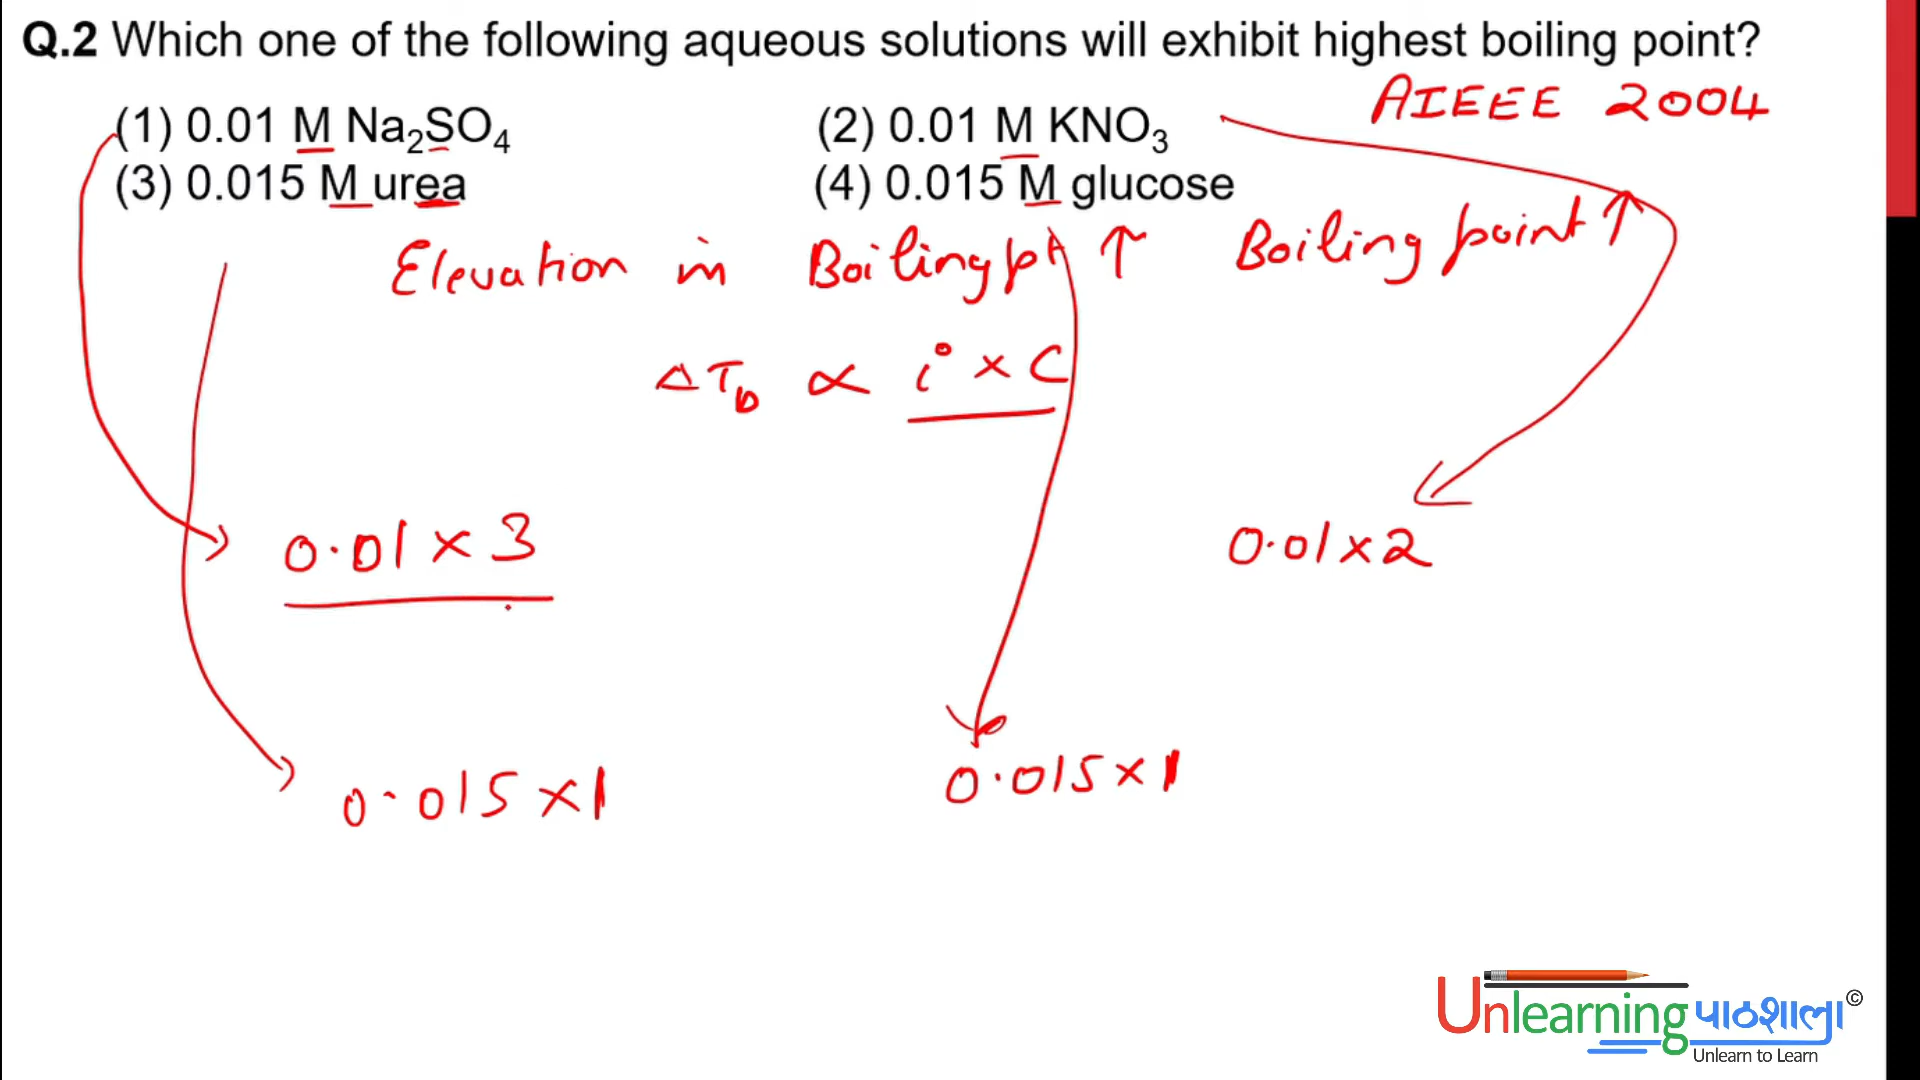 Q.2 Which one of the following aqueous solutions will exhibit highest boiling point?
AIEEE 2004
(1) 0.01 M Na₂SO₄ (2) 0.01 M KNO₃
(3) 0.015 M urea (4) 0.015 M glucose
Elevation in Boiling pt ↑ Boiling point ↑
ΔTb ∝ i × C
0.01 × 3 0.01 × 2
0.015 × 1 0.015 × 1
Unlearning પાઠશાલા ©
Unlearn to Learn